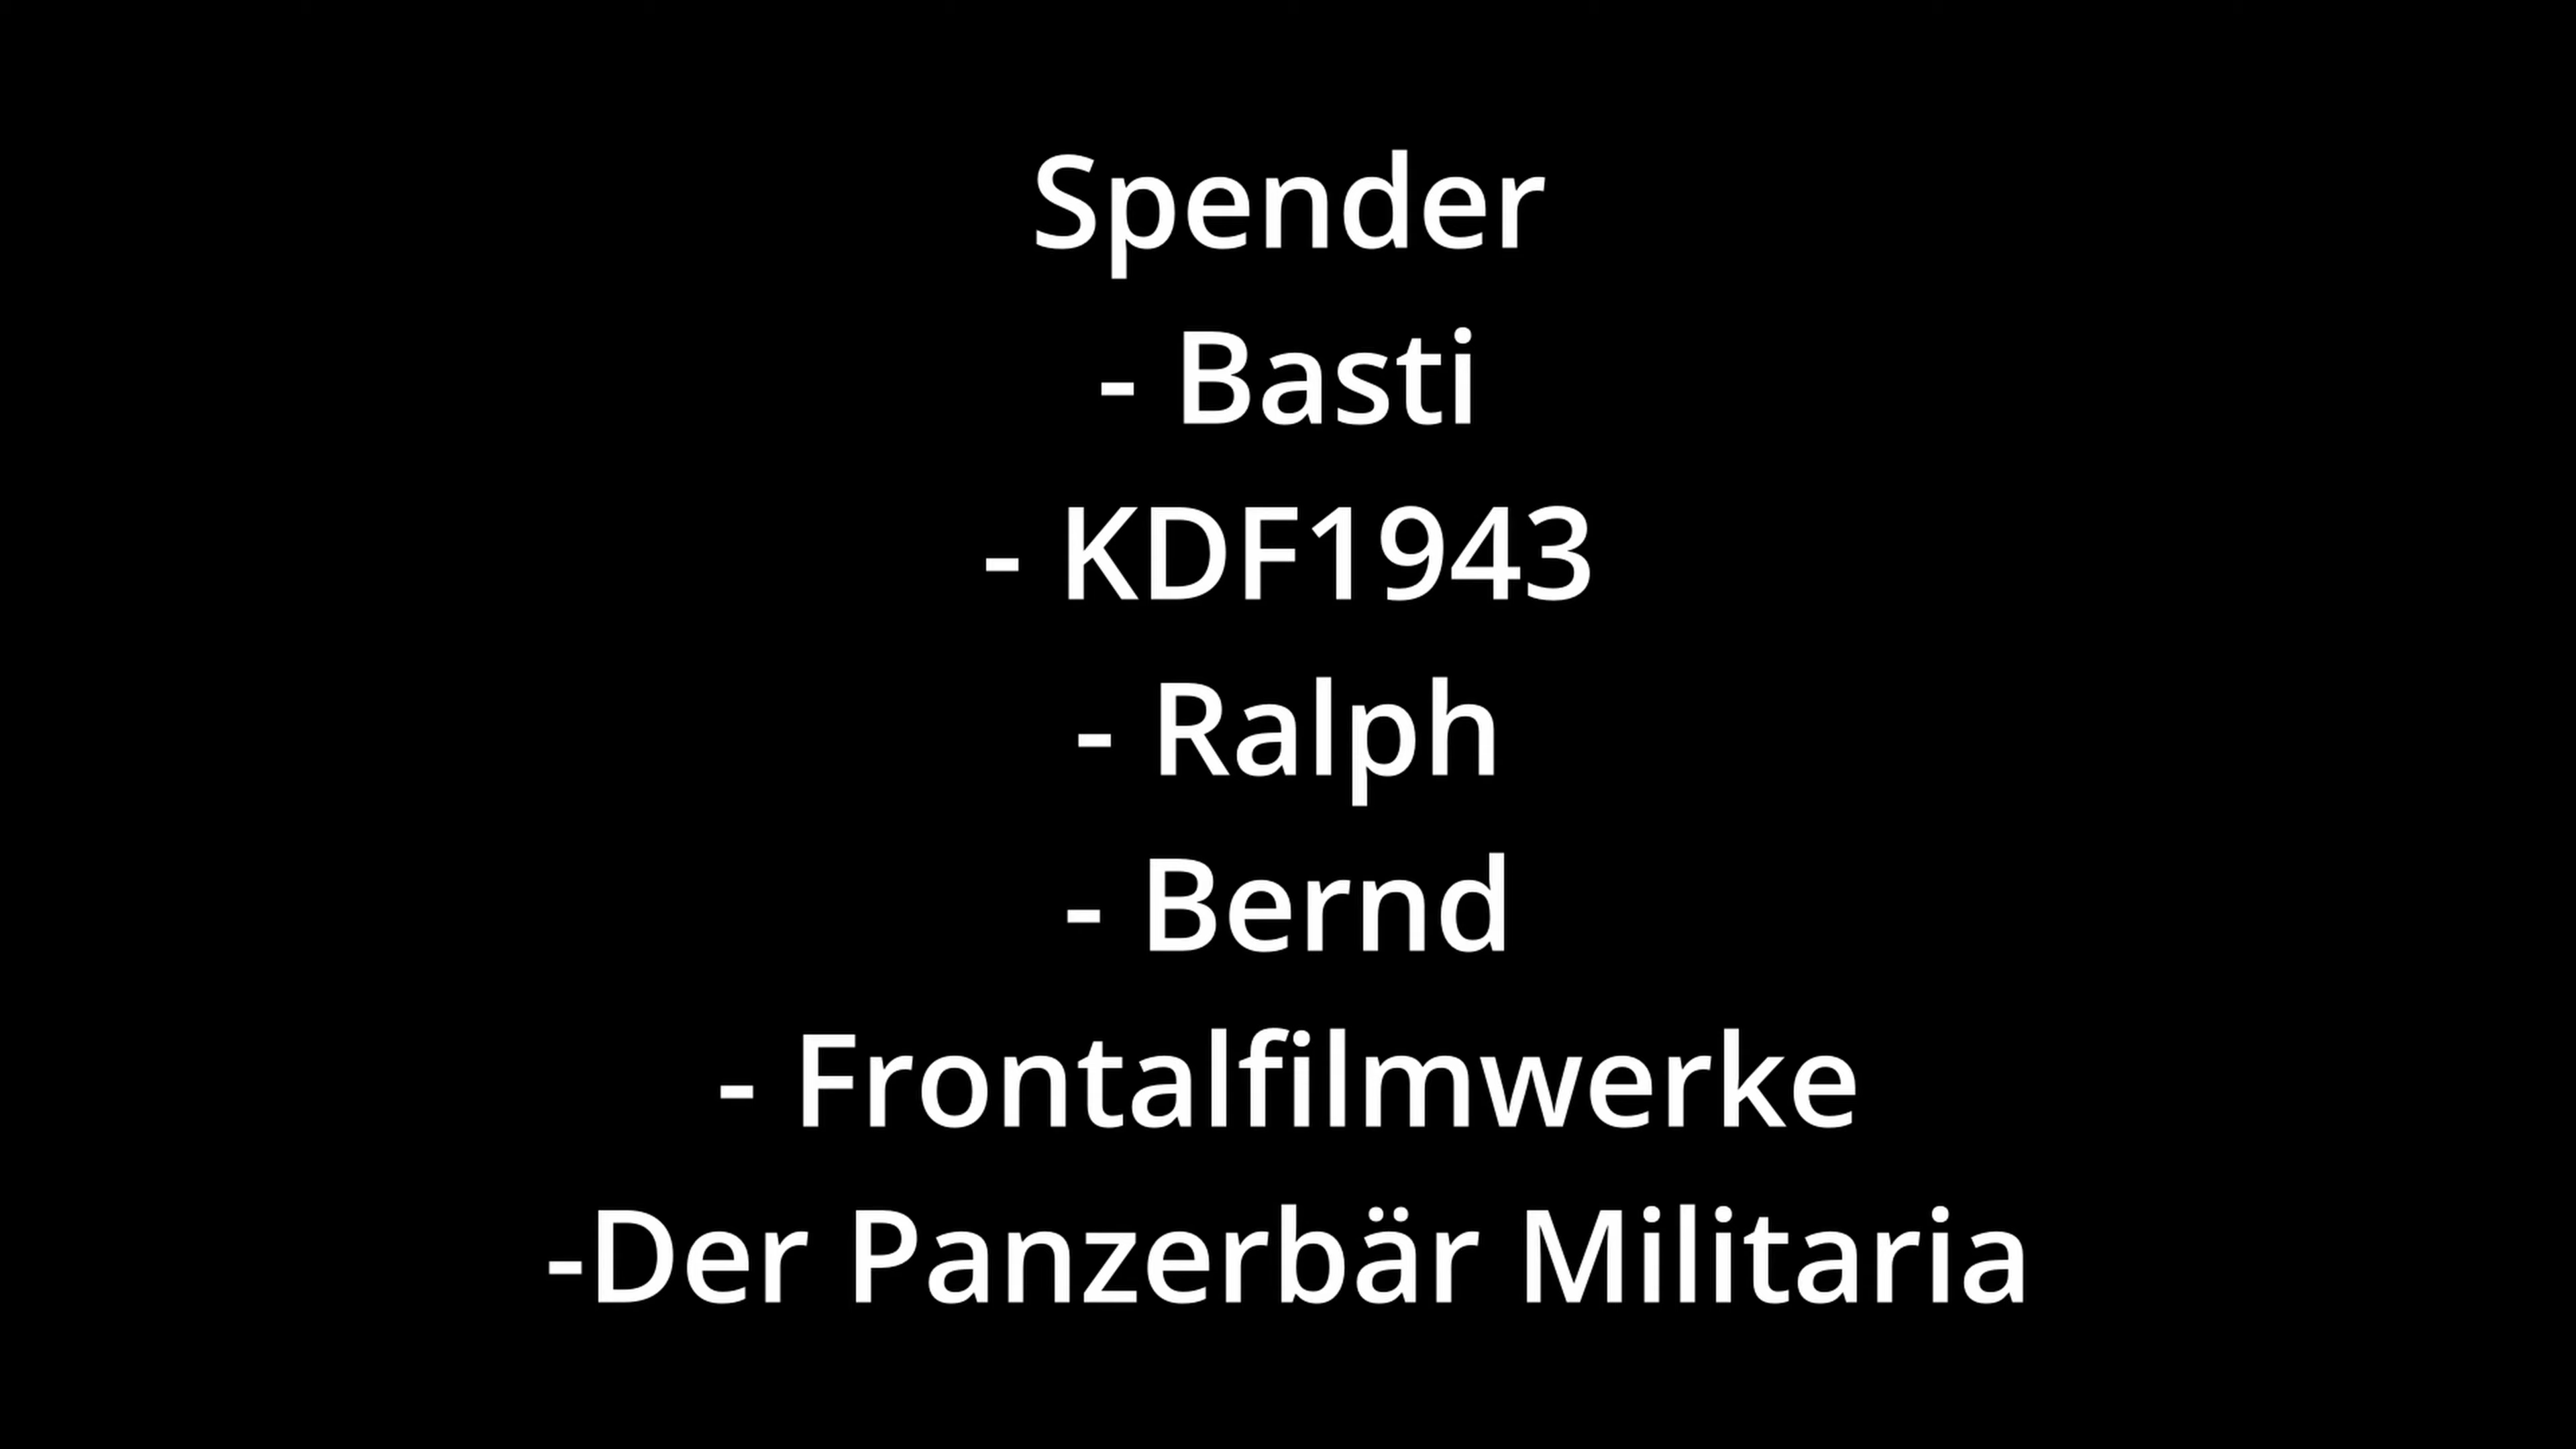 Spender
- Basti
- KDF1943
- Ralph
- Bernd
- Frontalfilmwerke
-Der Panzerbär Militaria